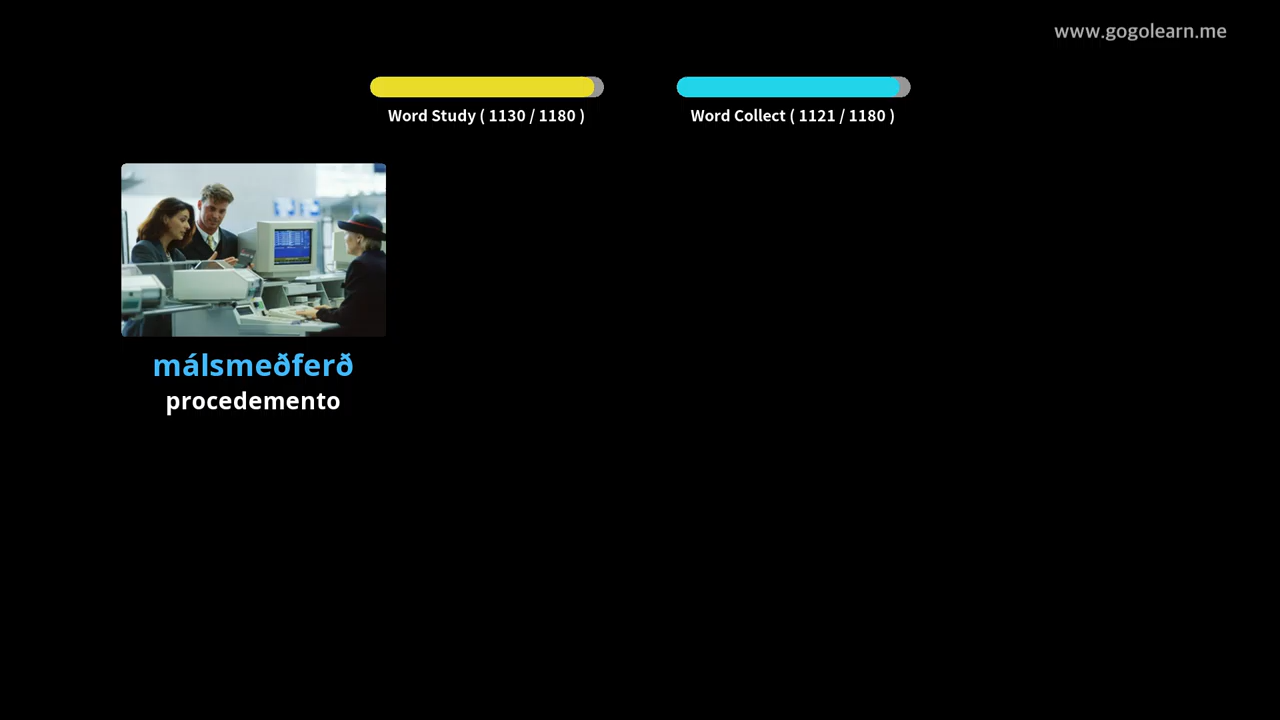 www.gogolearn.me
Word Study ( 1130 / 1180 )
Word Collect ( 1121 / 1180 )
málsmeðferð
procedemento